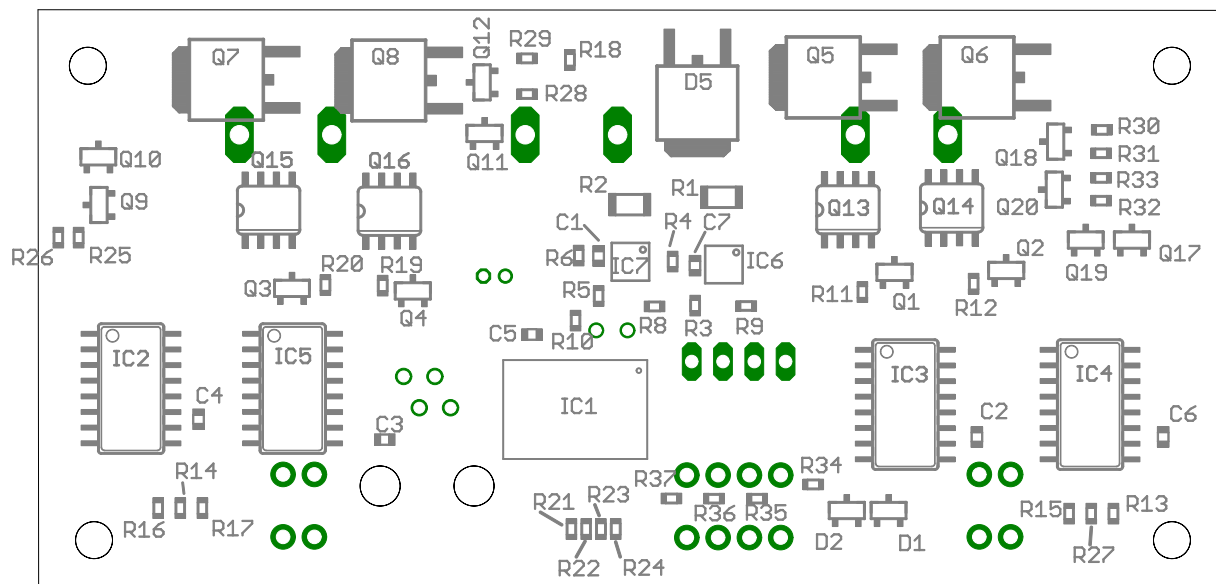 Q7
Q8
Q12
R29
R18
D5
Q5
Q6
R28
Q10
Q15
Q16
Q11
Q18
R30
R31
R33
R32
Q9
R2
R1
Q13
Q14
Q20
R26
R25
C1
R4
C7
R6
IC7
IC6
Q2
Q19
Q17
Q3
R20
R19
Q4
R5
R11
Q1
R12
C5
R10
R8
R3
R9
IC2
IC5
IC1
IC3
IC4
C4
C3
C2
C6
R14
R16
R17
R21
R23
R22
R24
R37
R36
R35
R34
D2
D1
R15
R27
R13